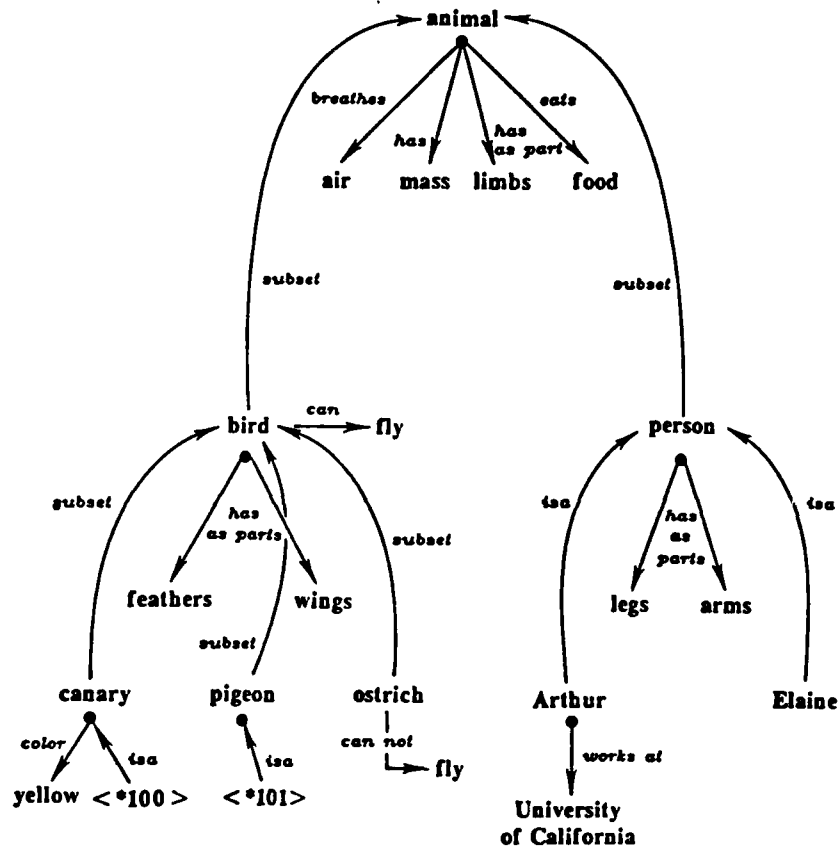 animal
breathes
eats
has
has
as part
air mass limbs food
subset
subset
bird
can
fly
person
subset
has
as parts
subset
isa
has
as
parts
isa
feathers wings
legs arms
subset
canary pigeon ostrich
Arthur Elaine
color
isa
isa
can not
fly
works at
yellow <*100> <*101>
University
of California